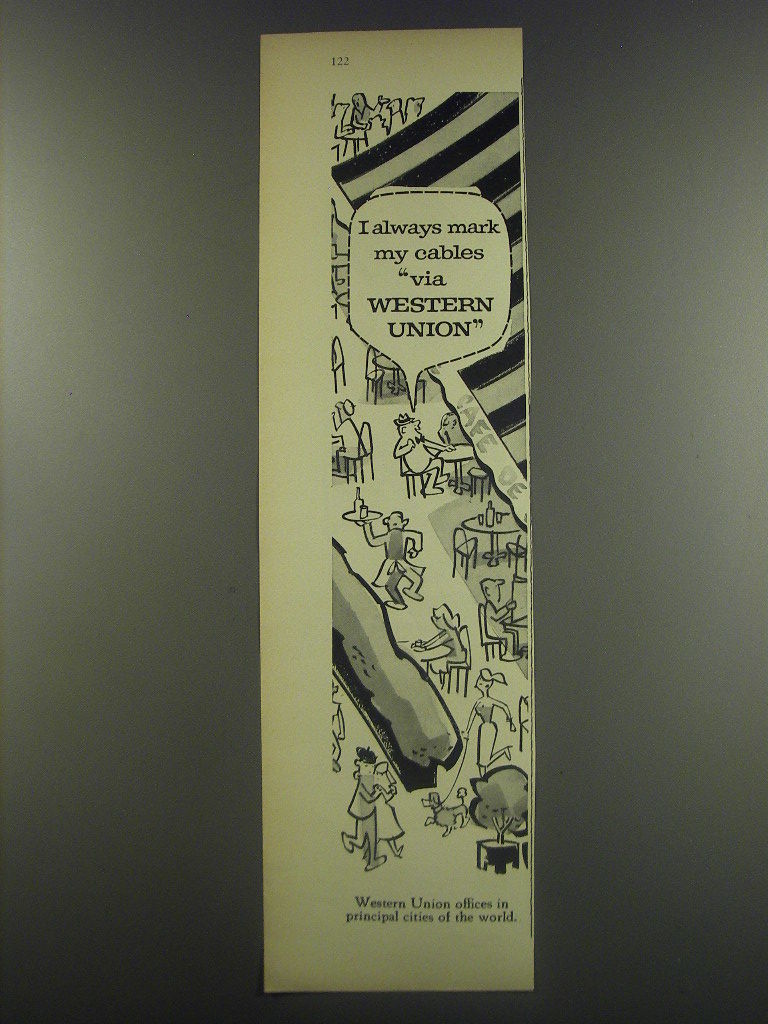 122
I always mark
my cables
“via
WESTERN
UNION”
CAFE DE
Western Union offices in
principal cities of the world.